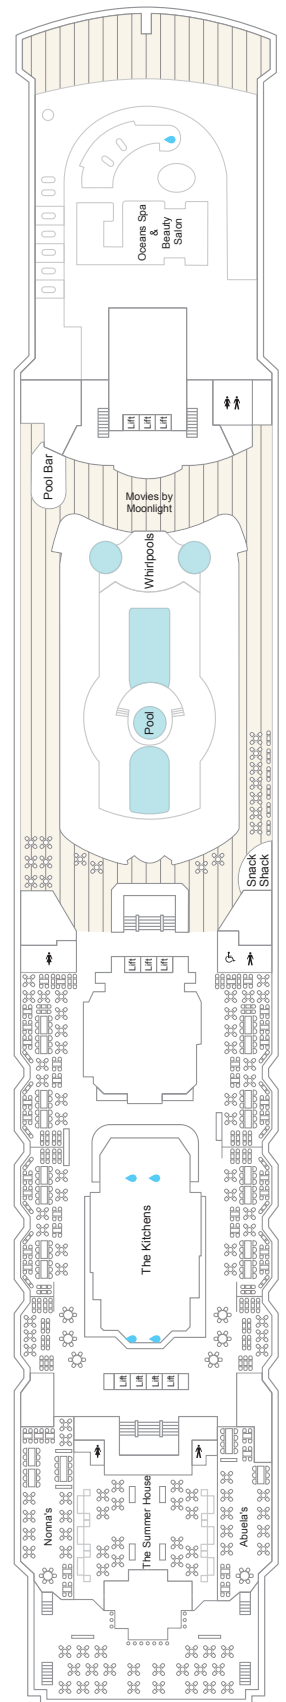 Oceans Spa
&
Beauty
Salon
Lift
Lift
Lift
Pool Bar
Movies by
Moonlight
Whirlpools
Pool
Snack
Shack
Lift
Lift
Lift
The Kitchens
Lift
Lift
Lift
Lift
Nonna's
The Summer House
Abuela's